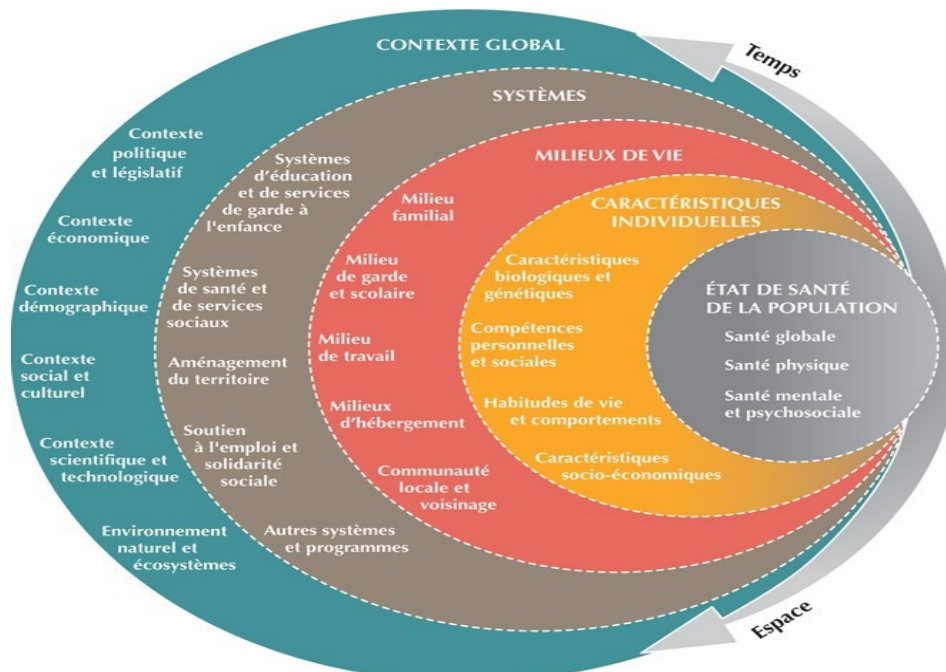 CONTEXTE GLOBAL
Temps
SYSTÈMES
MILIEUX DE VIE
CARACTÉRISTIQUES
INDIVIDUELLES
ÉTAT DE SANTÉ
DE LA POPULATION
Santé globale
Santé physique
Santé mentale
et psychosociale
Contexte
politique
et législatif
Contexte
économique
Contexte
démographique
Contexte
social et
culturel
Contexte
scientifique et
technologique
Environnement
naturel et
écosystèmes
Systèmes
d'éducation
et de services
de garde à
l'enfance
Systèmes
de santé et
de services
sociaux
Aménagement
du territoire
Soutien
à l'emploi et
solidarité
sociale
Autres systèmes
et programmes
Milieu
familial
Milieu
de garde
et scolaire
Milieu
de travail
Milieux
d'hébergement
Communauté
locale et
voisinage
Caractéristiques
biologiques et
génétiques
Compétences
personnelles
et sociales
Habitudes de vie
et comportements
Caractéristiques
socio-économiques
Espace